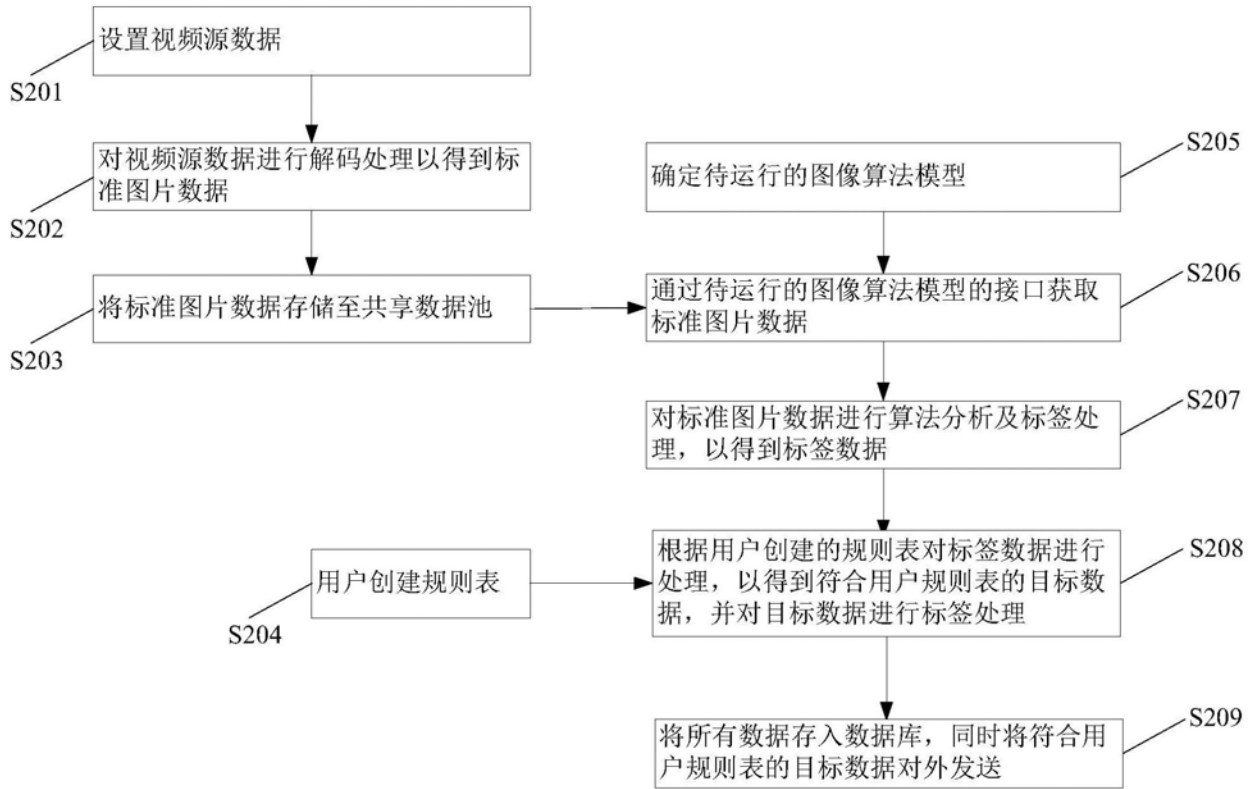 设置视频源数据
S201
对视频源数据进行解码处理以得到标
准图片数据
S202
将标准图片数据存储至共享数据池
S203
用户创建规则表
S204
确定待运行的图像算法模型
S205
通过待运行的图像算法模型的接口获取
标准图片数据
S206
对标准图片数据进行算法分析及标签处
理，以得到标签数据
S207
根据用户创建的规则表对标签数据进行
处理，以得到符合用户规则表的目标数
据，并对目标数据进行标签处理
S208
将所有数据存入数据库，同时将符合用
户规则表的目标数据对外发送
S209